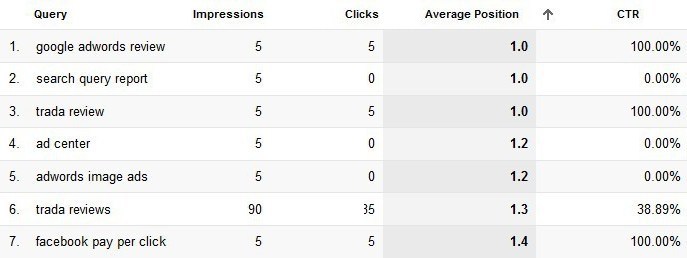 Query Impressions Clicks Average Position ↑ CTR
1. google adwords review 5 5 1.0 100.00%
2. search query report 5 0 1.0 0.00%
3. trada review 5 5 1.0 100.00%
4. ad center 5 0 1.2 0.00%
5. adwords image ads 5 0 1.2 0.00%
6. trada reviews 90 35 1.3 38.89%
7. facebook pay per click 5 5 1.4 100.00%